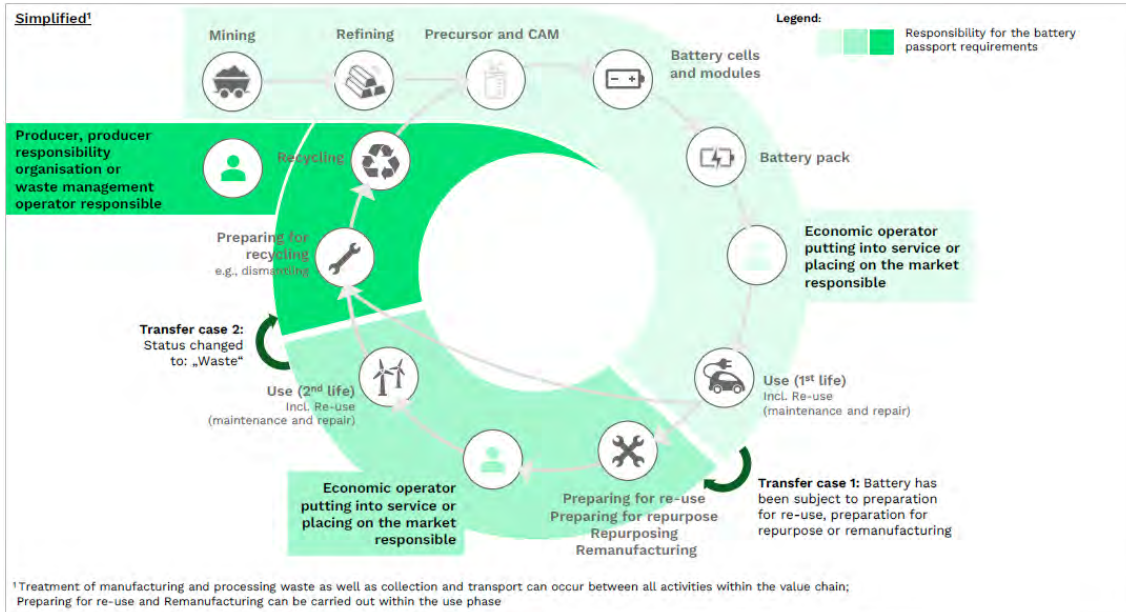 Simplified¹
Legend:
Responsibility for the battery
passport requirements
Mining
Refining
Precursor and CAM
Battery cells
and modules
Battery pack
Economic operator
putting into service or
placing on the market
responsible
Use (1st life)
Incl. Re-use
(maintenance and repair)
Transfer case 1: Battery has
been subject to preparation
for re-use, preparation for
repurpose or remanufacturing
Preparing for re-use
Preparing for repurpose
Repurposing
Remanufacturing
Economic operator
putting into service or
placing on the market
responsible
Use (2nd life)
Incl. Re-use
(maintenance and repair)
Transfer case 2:
Status changed
to: „Waste“
Preparing for
recycling
e.g., dismantling
Recycling
Producer, producer
responsibility
organisation or
waste management
operator responsible
¹ Treatment of manufacturing and processing waste as well as collection and transport can occur between all activities within the value chain;
Preparing for re-use and Remanufacturing can be carried out within the use phase